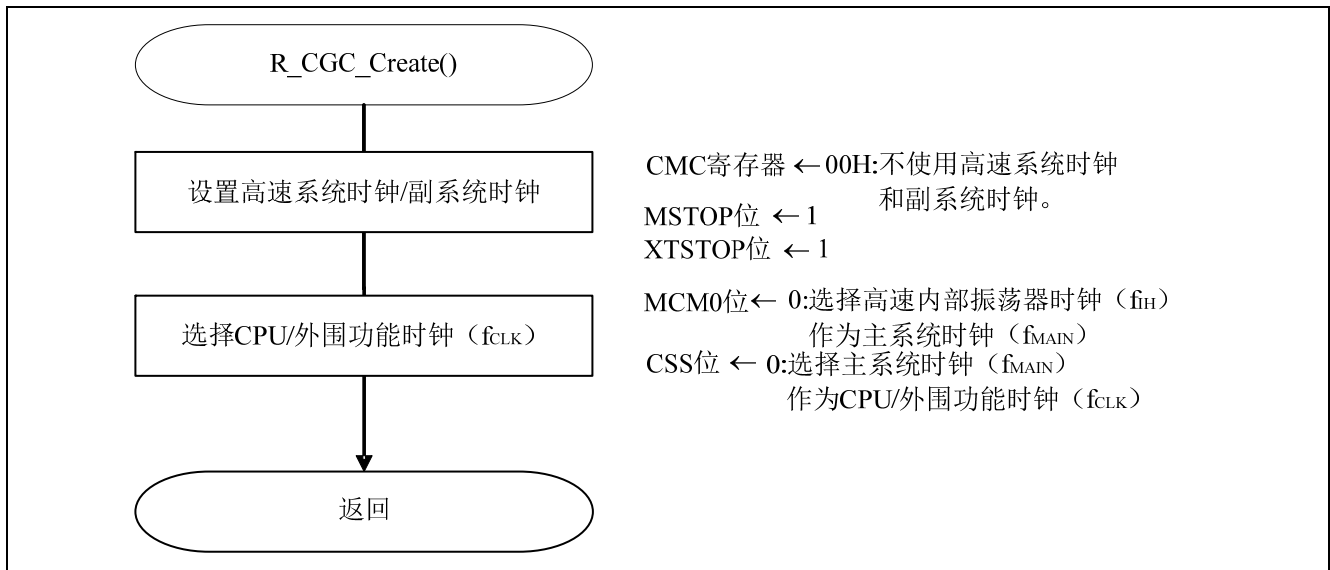 R_CGC_Create()
设置高速系统时钟/副系统时钟
CMC寄存器 ←00H:不使用高速系统时钟
和副系统时钟。
MSTOP位 ← 1
XTSTOP位 ← 1
选择CPU/外围功能时钟（fCLK）
MCM0位← 0:选择高速内部振荡器时钟（fIH）
作为主系统时钟（fMAIN）
CSS位 ← 0:选择主系统时钟（fMAIN）
作为CPU/外围功能时钟（fCLK）
返回